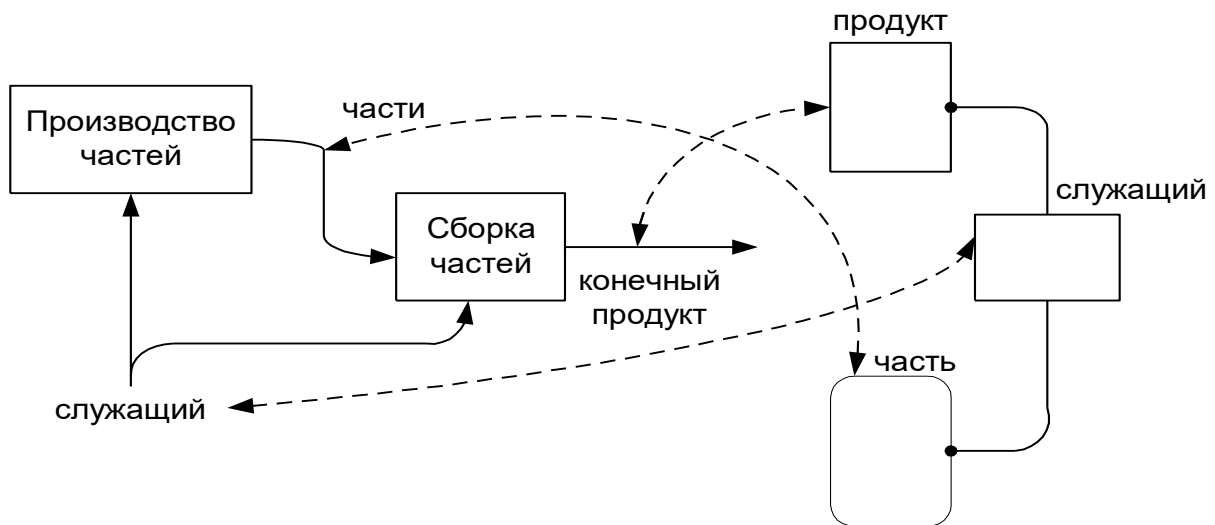 продукт
Производство
частей
части
служащий
Сборка
частей
конечный
продукт
часть
служащий